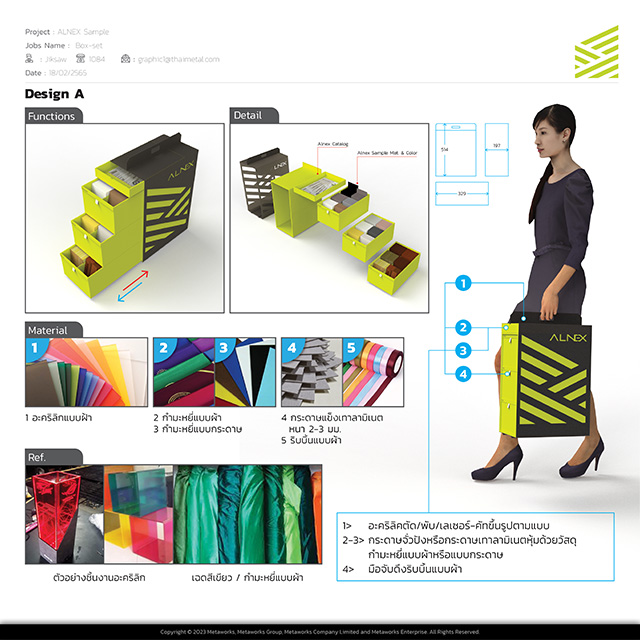 Project : ALNEX Sample
Jobs Name : Box-set
: Jiksaw : 1084 : graphic1@thaimetal.com
Date : 18/02/2565
Design A
Functions
Detail
ALNEX
Alnex Catalog
Alnex Sample Mat. & Color
514
197
329
1
2
3
4
ALNEX
Material
1
2
3
4
5
1 อะคริลิกแบบฝ้า
2 กำมะหยี่แบบผ้า
3 กำมะหยี่แบบกระดาษ
4 กระดาษแข็งเทาลามิเนต
หนา 2-3 มม.
5 ริบบิ้นแบบผ้า
Ref.
ตัวอย่างชิ้นงานอะคริลิก
เฉดสีเขียว / กำมะหยี่แบบผ้า
1> อะคริลิคตัด/พับ/เลเซอร์-คัทขึ้นรูปตามแบบ
2-3> กระดาษจั่วปังหรือกระดาษเทาลามิเนตหุ้มด้วยวัสดุ
กำมะหยี่แบบผ้าหรือแบบกระดาษ
4> มือจับดึงริบบิ้นแบบผ้า
Copyright © 2023 Metaworks, Metaworks Group, Metaworks Company Limited and Metaworks Enterprise. All Rights Reserved.